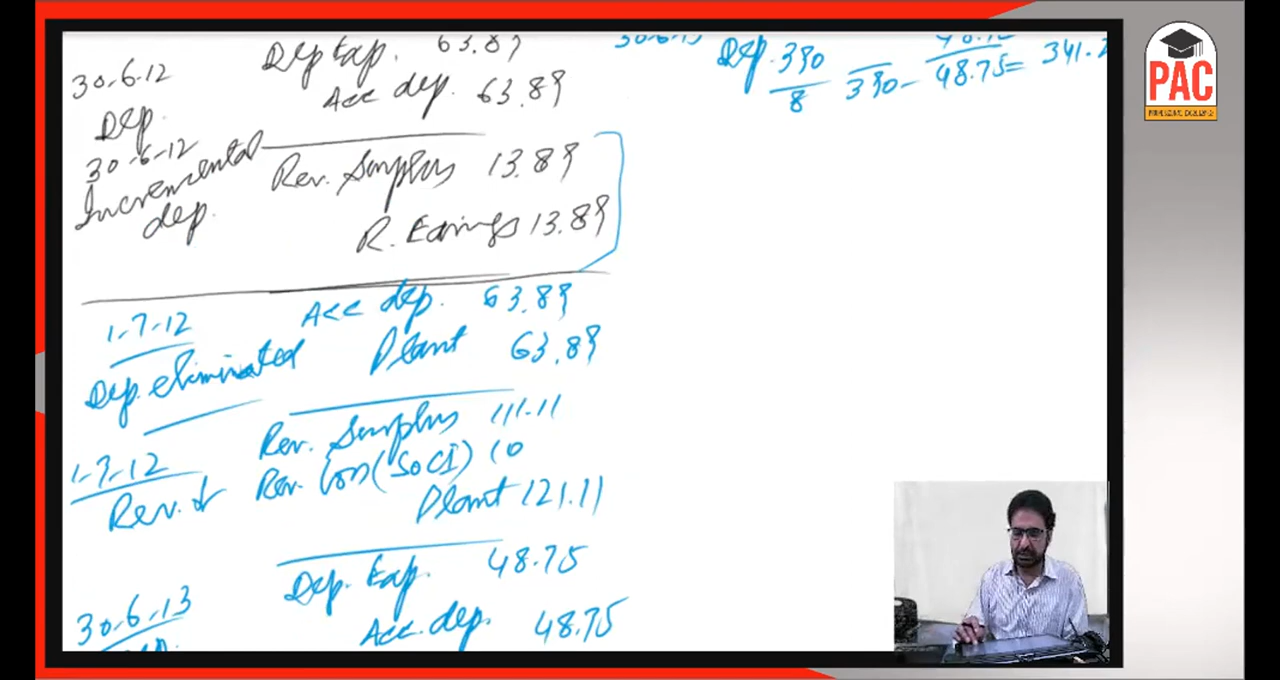 Dep Exp. 63.89
30.6.12 Acc dep. 63.89
Dep.
30-6-12 Rev. Surplus 13.89
Incremental
dep. R. Earnings 13.89
1-7-12 Acc dep. 63.89
Dep. eliminated Plant 63.89
Rev. Surplus 111.11
1-7-12 Rev. Loss (SOCI) 10
Rev. ↓ Plant 121.11
Dep. Exp. 48.75
30.6.13 Acc. dep. 48.75
Dep. 390
8
390 - 48.75 = 341.2
PAC